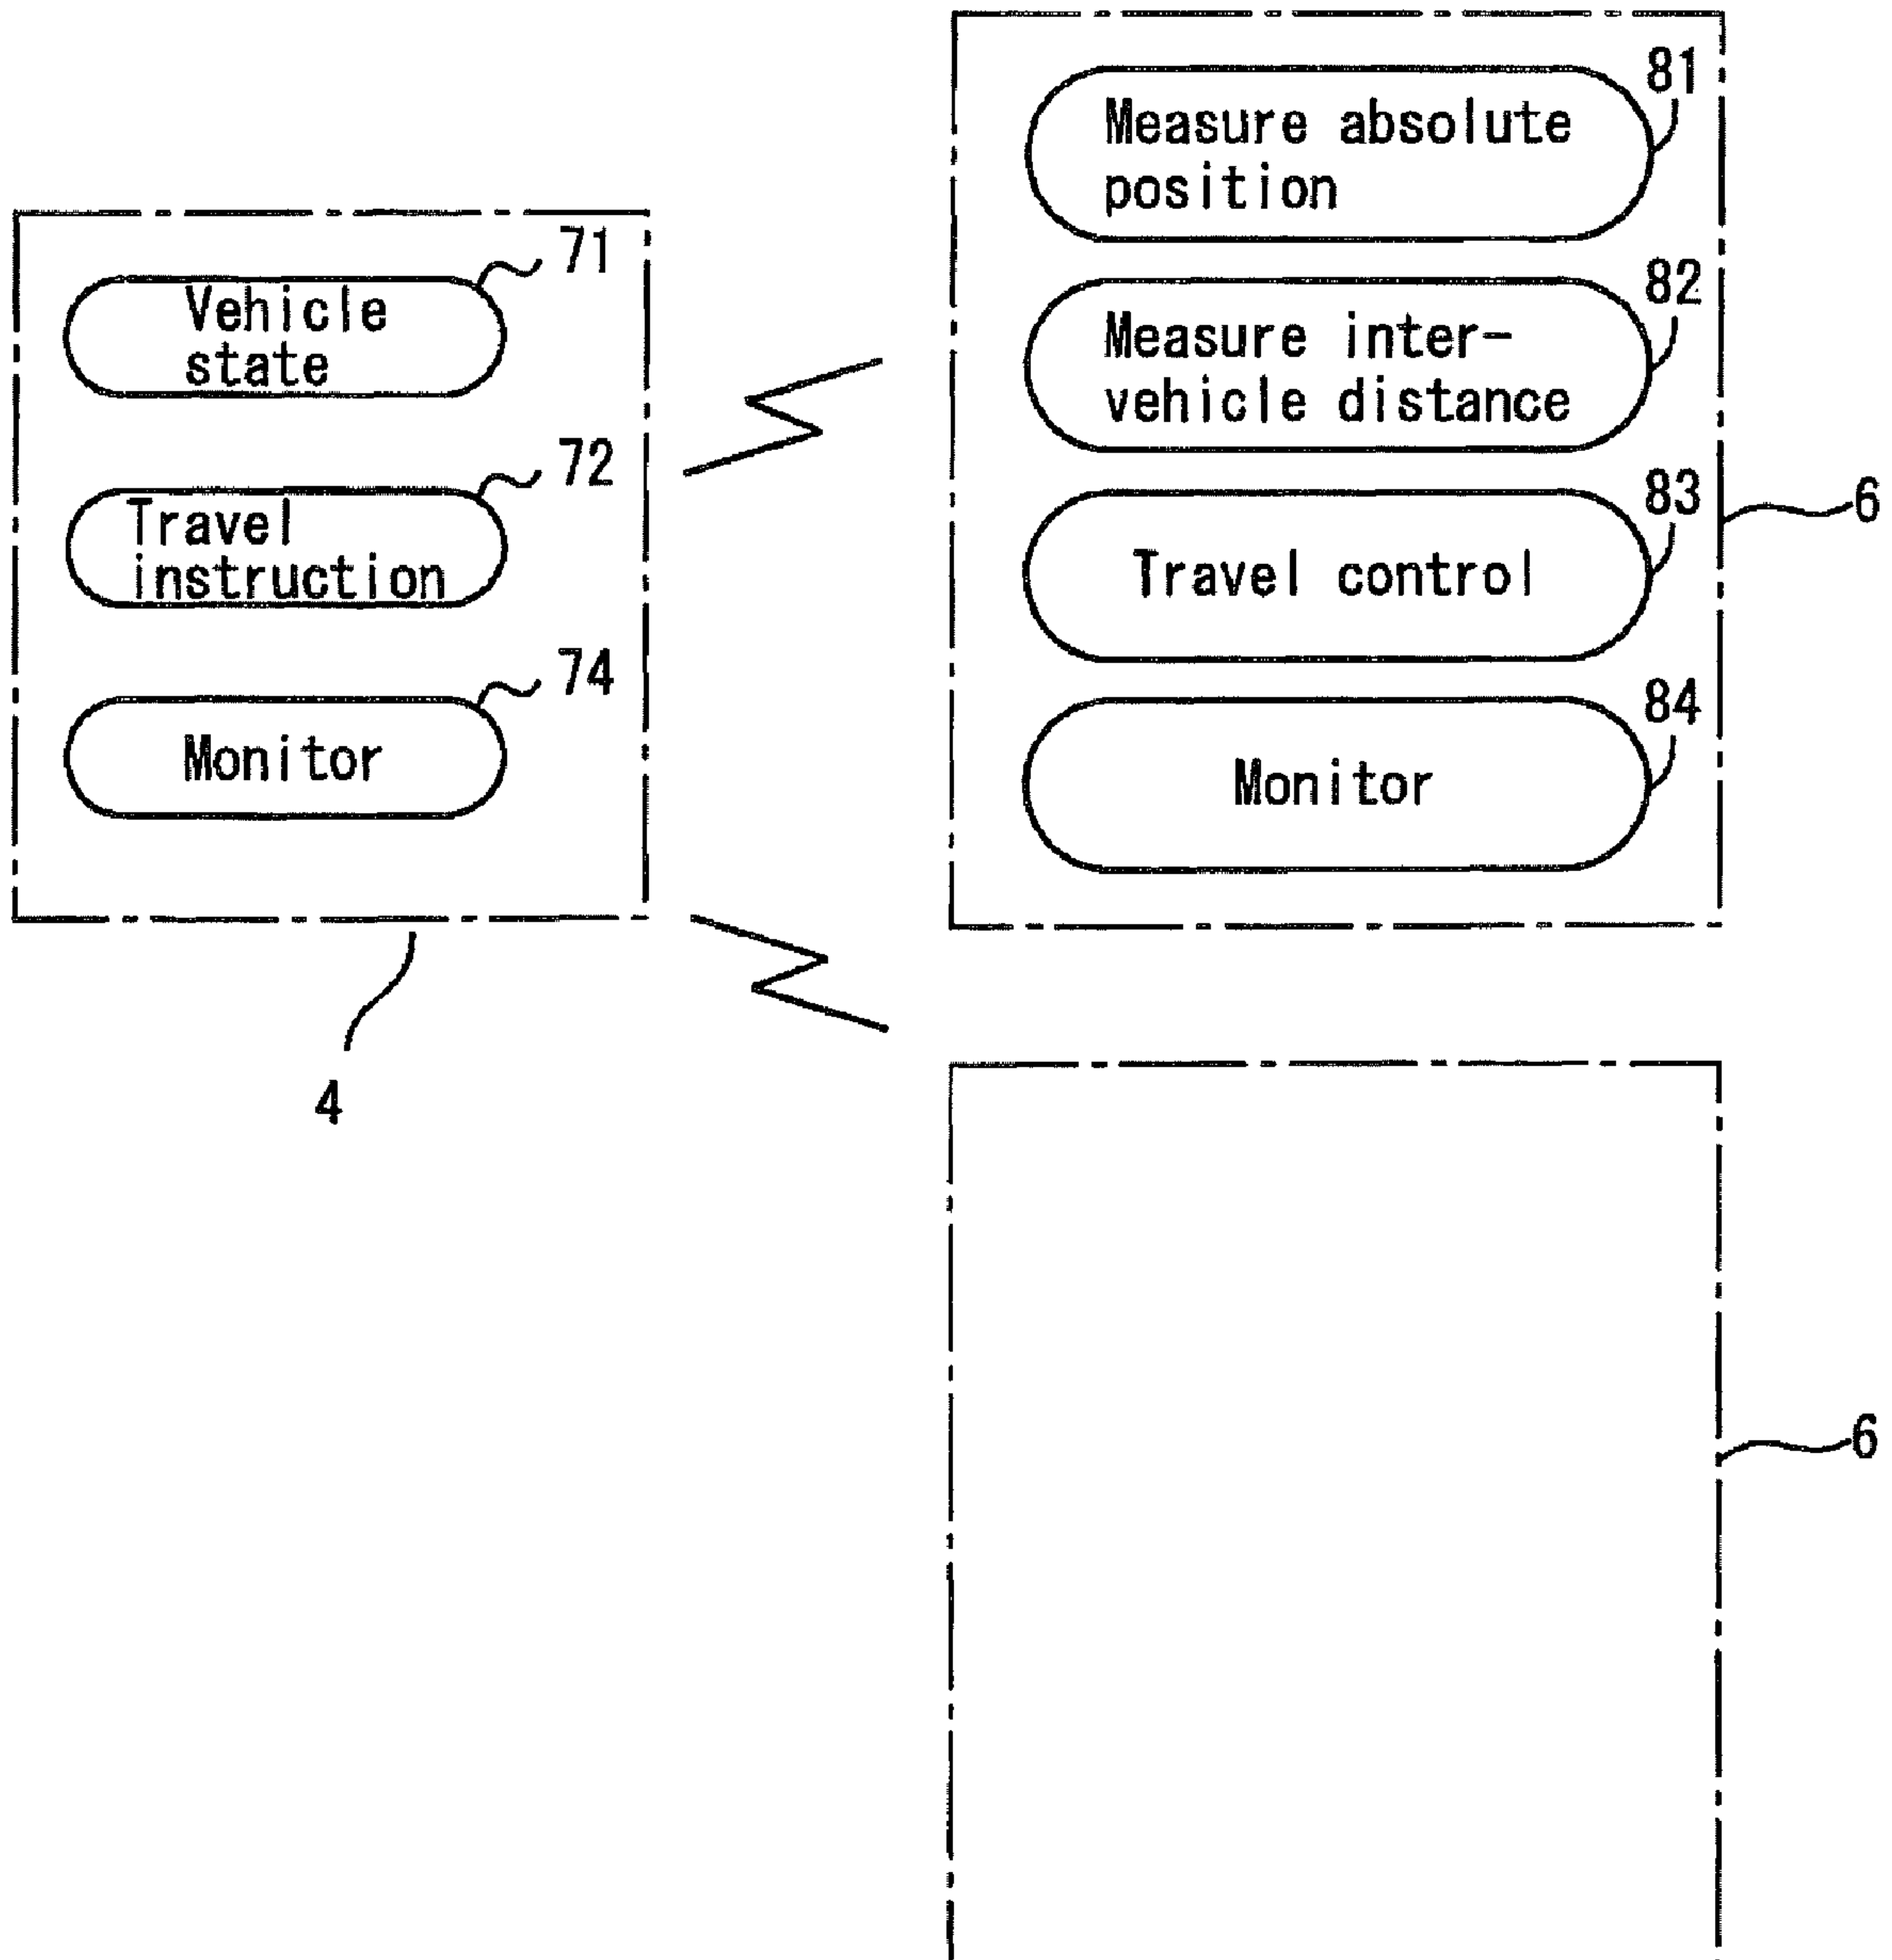 71
Vehicle
state
72
Travel
instruction
74
Monitor
4
81
Measure absolute
position
82
Measure inter-
vehicle distance
83
Travel control
84
Monitor
6
6